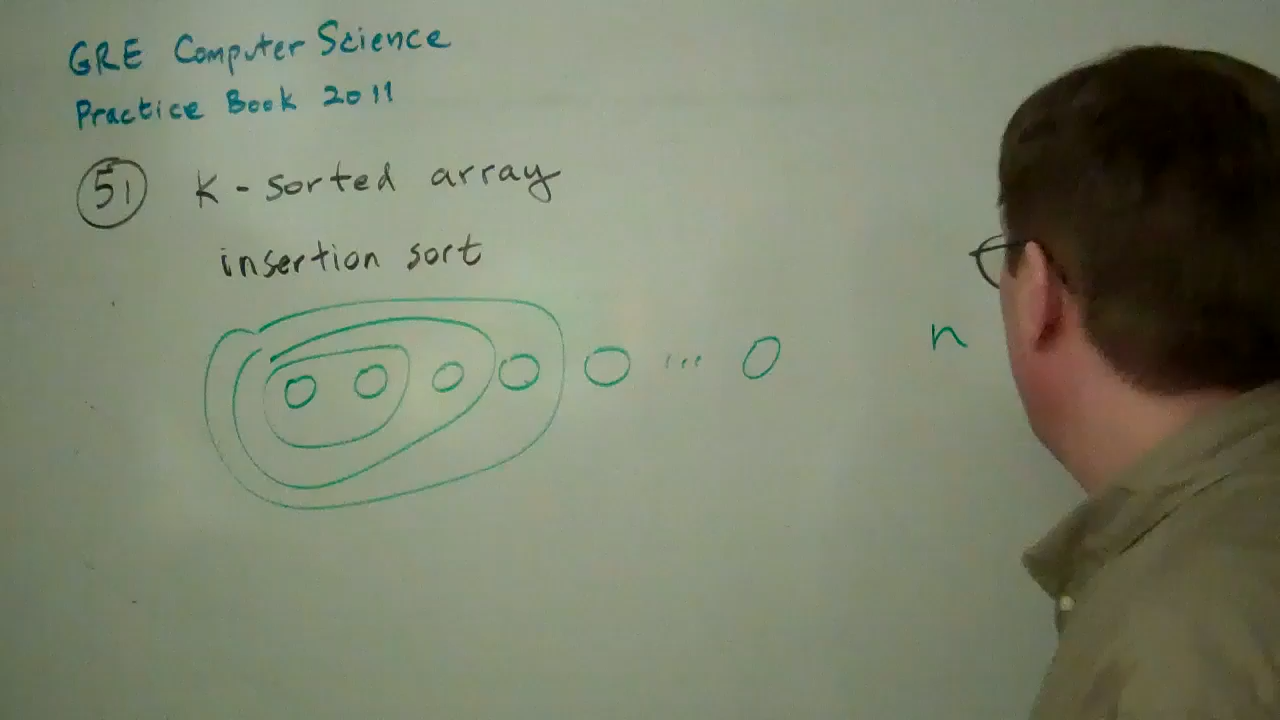 GRE Computer Science
Practice Book 2011
51 K-sorted array
insertion sort
... n